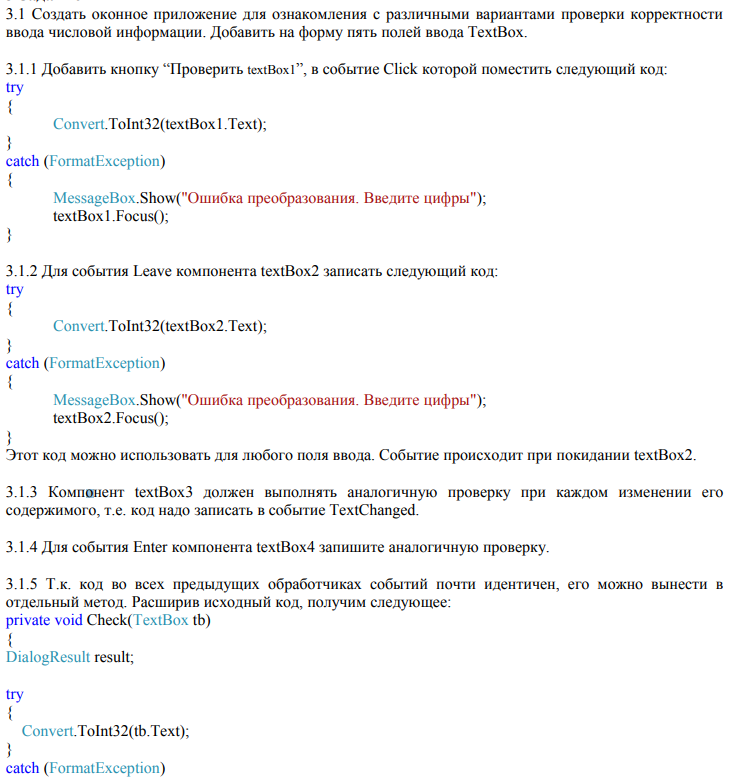 3.1 Создать оконное приложение для ознакомления с различными вариантами проверки корректности
ввода числовой информации. Добавить на форму пять полей ввода TextBox.
3.1.1 Добавить кнопку “Проверить textBox1”, в событие Click которой поместить следующий код:
try
{
Convert.ToInt32(textBox1.Text);
}
catch (FormatException)
{
MessageBox.Show("Ошибка преобразования. Введите цифры");
textBox1.Focus();
}
3.1.2 Для события Leave компонента textBox2 записать следующий код:
try
{
Convert.ToInt32(textBox2.Text);
}
catch (FormatException)
{
MessageBox.Show("Ошибка преобразования. Введите цифры");
textBox2.Focus();
}
Этот код можно использовать для любого поля ввода. Событие происходит при покидании textBox2.
3.1.3 Компонент textBox3 должен выполнять аналогичную проверку при каждом изменении его
содержимого, т.е. код надо записать в событие TextChanged.
3.1.4 Для события Enter компонента textBox4 запишите аналогичную проверку.
3.1.5 Т.к. код во всех предыдущих обработчиках событий почти идентичен, его можно вынести в
отдельный метод. Расширив исходный код, получим следующее:
private void Check(TextBox tb)
{
DialogResult result;
try
{
Convert.ToInt32(tb.Text);
}
catch (FormatException)